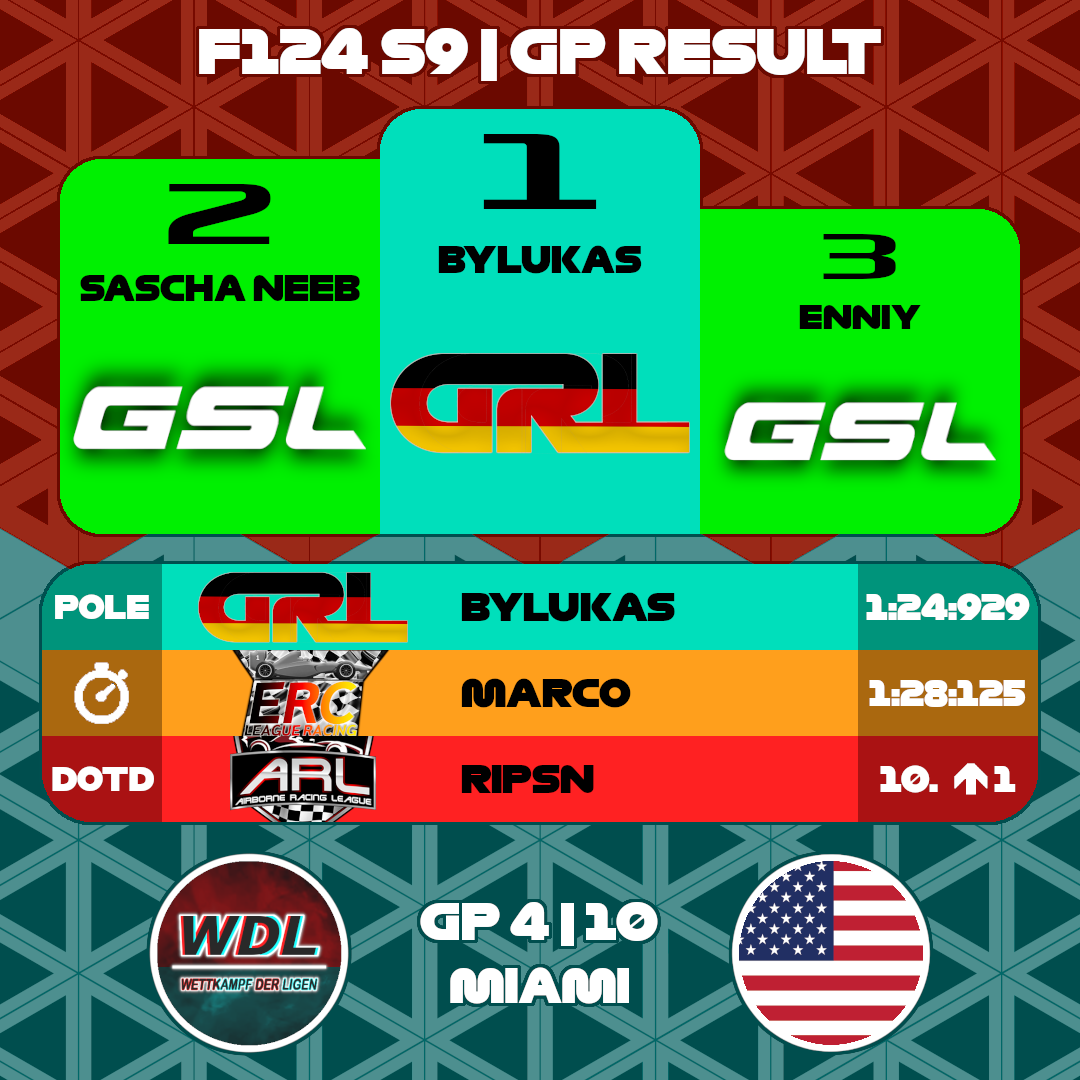 F124 S9 | GP RESULT
1
BYLUKAS
GRL
2
SASCHA NEEB
GSL
3
ENNIY
GSL
POLE GRL BYLUKAS 1:24:929
ERC LEAGUE RACING MARCO 1:28:125
DOTD ARL AIRBORNE RACING LEAGUE RIPSN 10. ↑1
WDL
WETTKAMPF DER LIGEN
GP 4 | 10
MIAMI